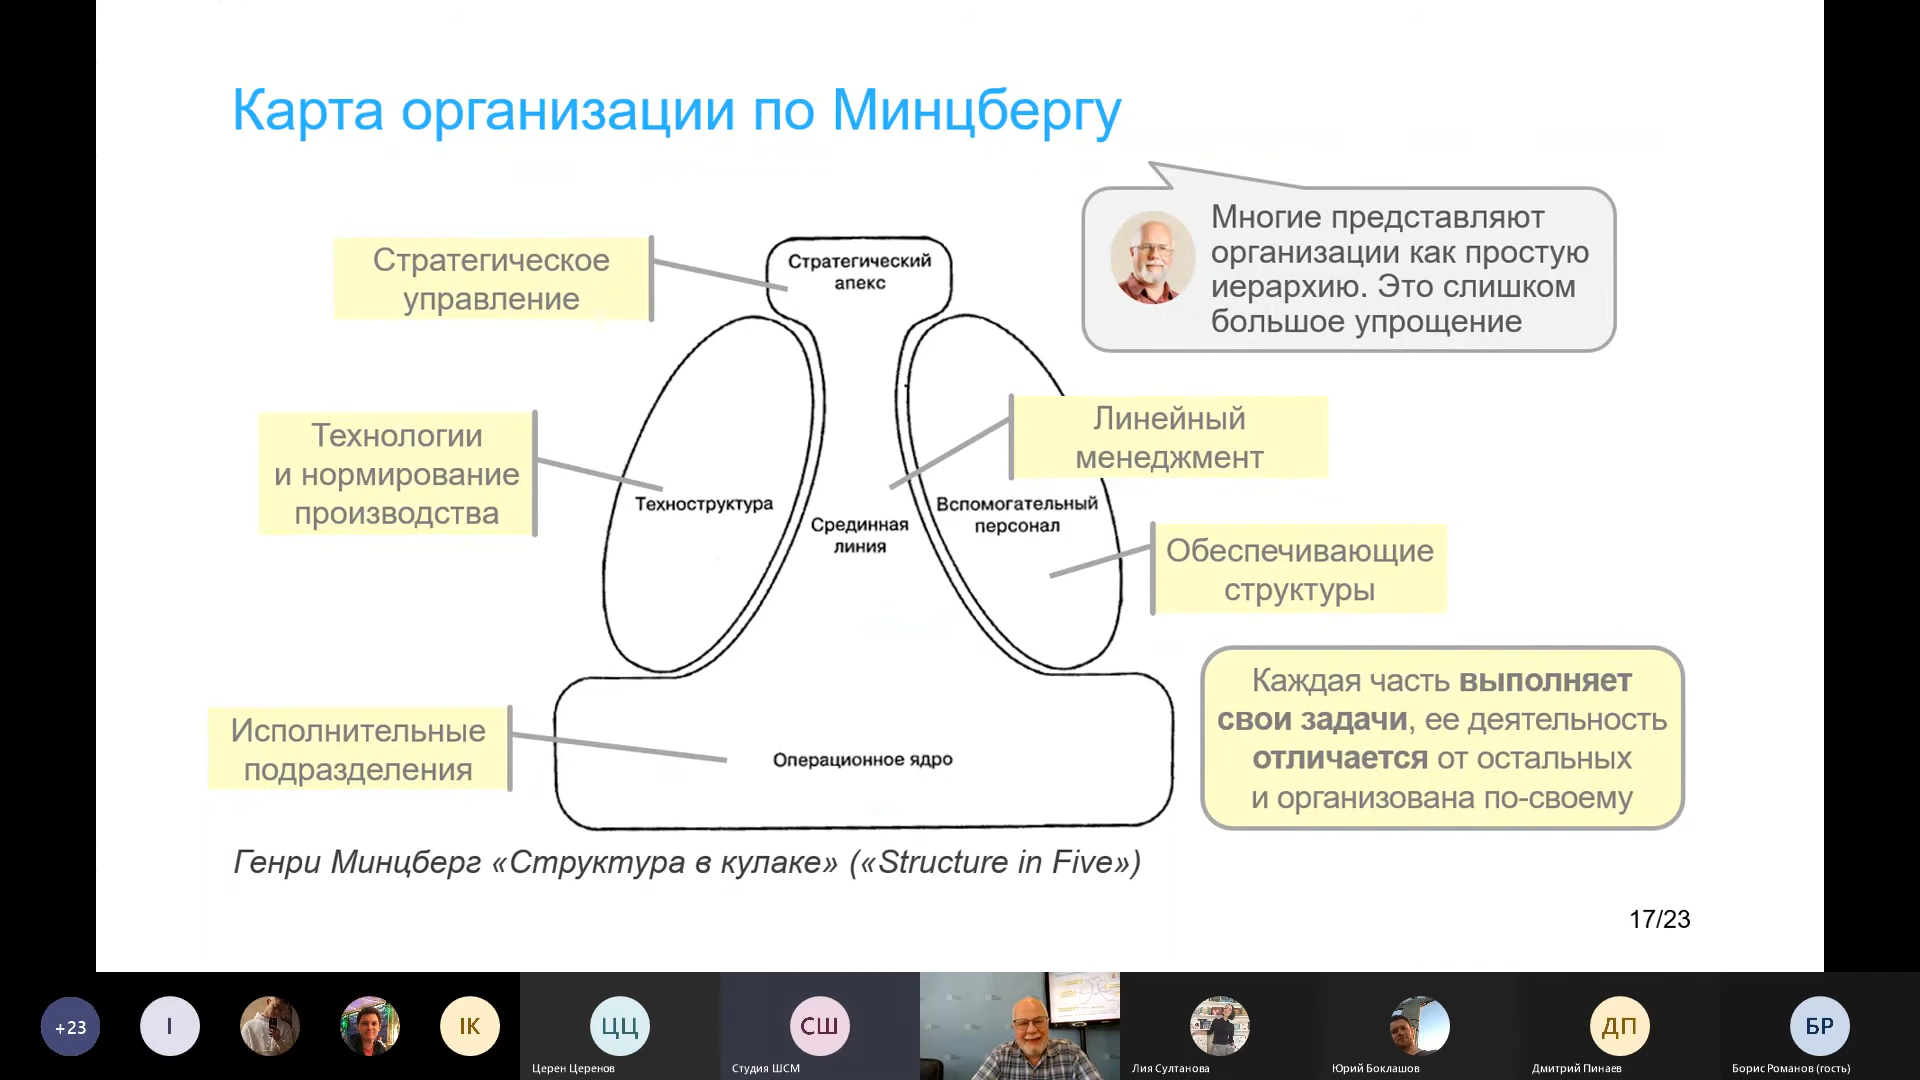 Карта организации по Минцбергу
Многие представляют
организации как простую
иерархию. Это слишком
большое упрощение
Стратегическое
управление
Стратегический
апекс
Технологии
и нормирование
производства
Линейный
менеджмент
Техноструктура
Срединная
линия
Вспомогательный
персонал
Обеспечивающие
структуры
Каждая часть выполняет
свои задачи, ее деятельность
отличается от остальных
и организована по-своему
Исполнительные
подразделения
Операционное ядро
Генри Минцберг «Структура в кулаке» («Structure in Five»)
17/23
+23
I
ІК
ЦЦ
СШ
ДП
БР
Церен Церенов
Студия ШСМ
Лия Султанова
Юрий Боклашов
Дмитрий Пинаев
Борис Романов (гость)